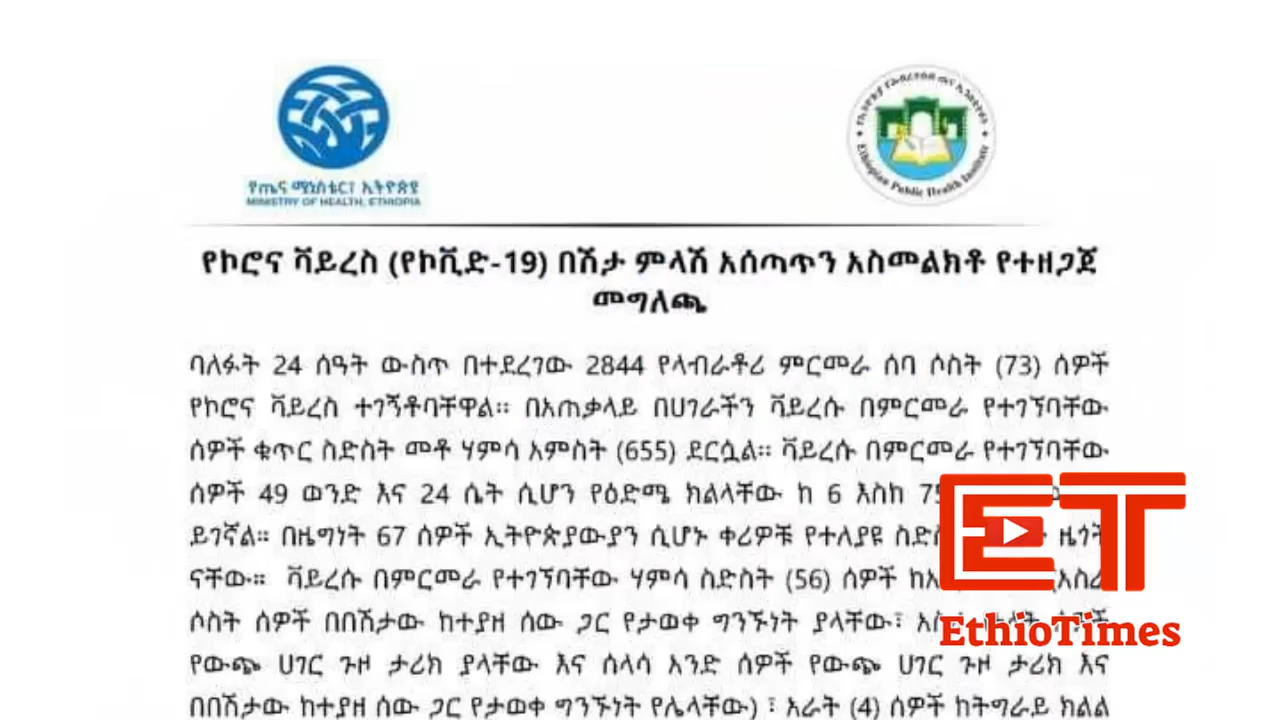 የጤና ሚኒስቴር፣ ኢትዮጵያ
MINISTRY OF HEALTH, ETHIOPIA
Ethiopian Public Health Institute
የኮሮና ቫይረስ (የኮቪድ-19) በሽታ ምላሽ አሰጣጥን አስመልክቶ የተዘጋጀ
መግለጫ
ባለፉት 24 ሰዓት ውስጥ በተደረገው 2844 የላብራቶሪ ምርመራ ሰባ ሶስት (73) ሰዎች
የኮሮና ቫይረስ ተገኝቶባቸዋል። በአጠቃላይ በሀገራችን ቫይረሱ በምርመራ የተገኘባቸው
ሰዎች ቁጥር ስድስት መቶ ሃምሳ አምስት (655) ደርሷል። ቫይረሱ በምርመራ የተገኘባቸው
ሰዎች 49 ወንድ እና 24 ሴት ሲሆን የዕድሜ ክልላቸው ከ 6 እስከ
ይገኛል። በዜግነት 67 ሰዎች ኢትዮጵያውያን ሲሆኑ ቀሪዎቹ የተለያዩ ዜጎች
ናቸው። ቫይረሱ በምርመራ የተገኘባቸው ሃምሳ ስድስት (56) ሰዎች
ሶስት ሰዎች በበሽታው ከተያዘ ሰው ጋር የታወቀ ግንኙነት ያላቸው፣ ሰዎች
የውጭ ሀገር ጉዞ ታሪክ ያላቸው እና ሰላሳ አንድ ሰዎች የውጭ ሀገር ጉዞ ታሪክ እና
በበሽታው ከተያዘ ሰው ጋር የታወቀ ግንኙነት የሌላቸው) ፣ አራት (4) ሰዎች ከትግራይ ክልል
ET
EthioTimes